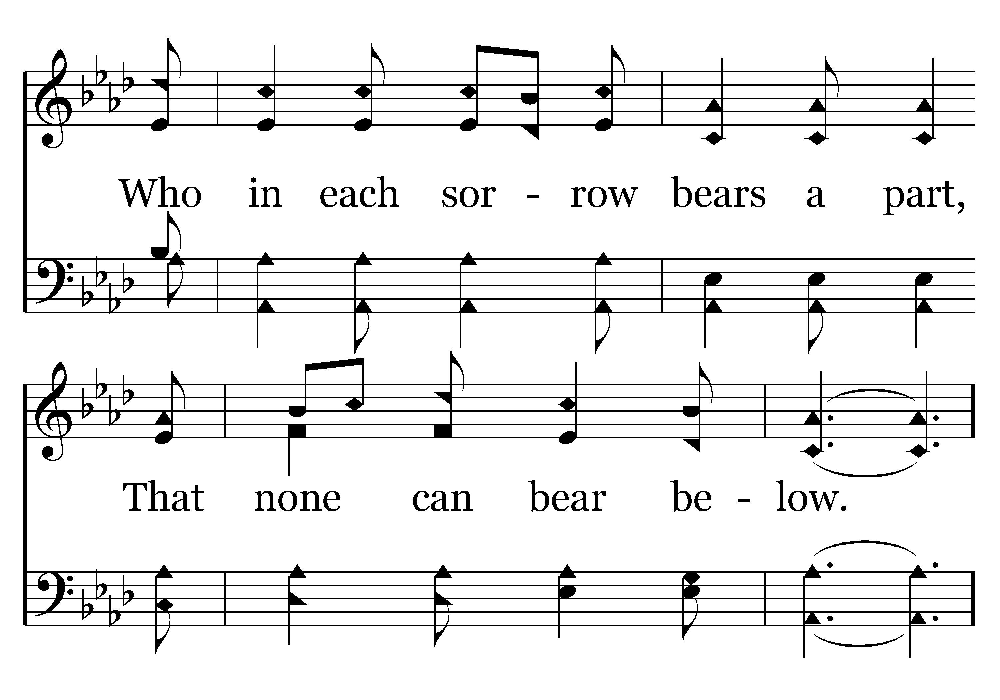 Who in each sor - row bears a part,
That none can bear be - low.